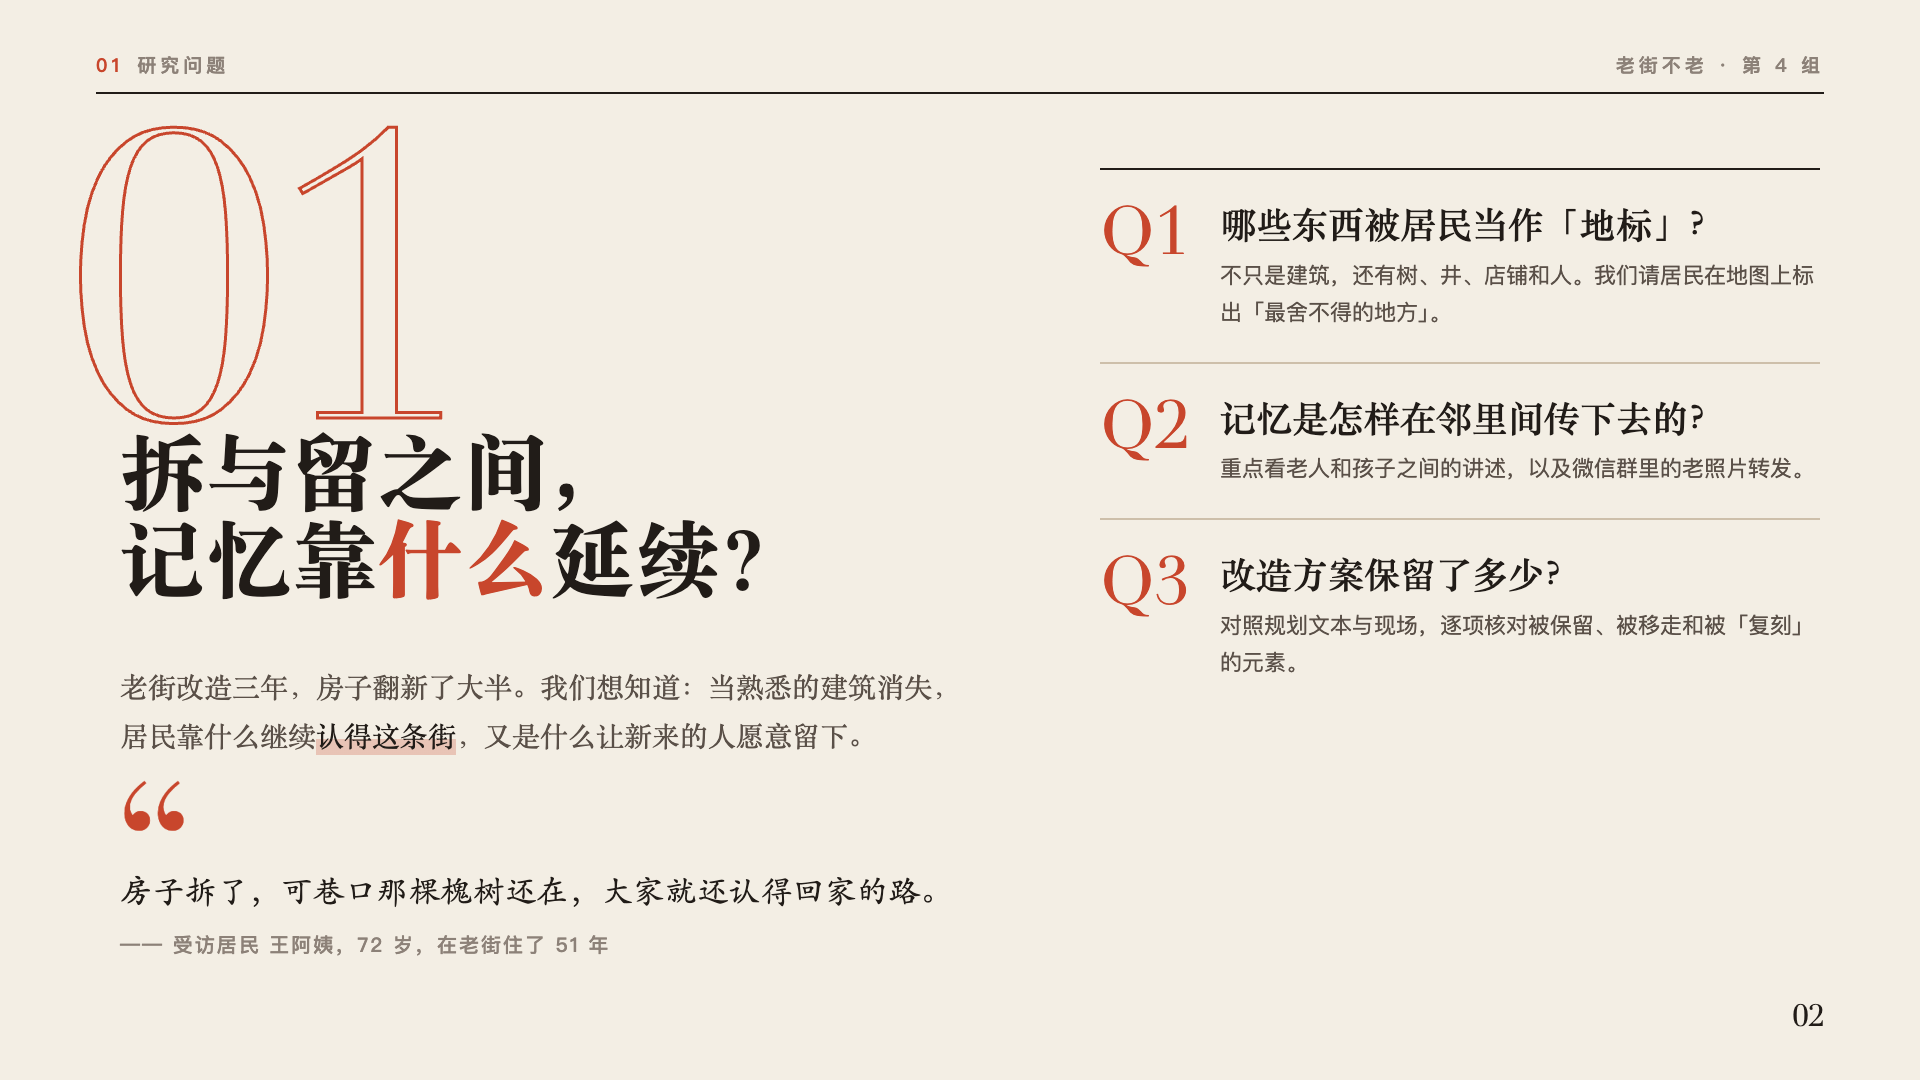 01 研究问题
老街不老 · 第 4 组
01
拆与留之间，
记忆靠什么延续？
老街改造三年，房子翻新了大半。我们想知道：当熟悉的建筑消失，
居民靠什么继续认得这条街，又是什么让新来的人愿意留下。
“
房子拆了，可巷口那棵槐树还在，大家就还认得回家的路。
—— 受访居民 王阿姨，72 岁，在老街住了 51 年
Q1 哪些东西被居民当作「地标」？
不只是建筑，还有树、井、店铺和人。我们请居民在地图上标
出「最舍不得的地方」。
Q2 记忆是怎样在邻里间传下去的？
重点看老人和孩子之间的讲述，以及微信群里的老照片转发。
Q3 改造方案保留了多少？
对照规划文本与现场，逐项核对被保留、被移走和被「复刻」
的元素。
02